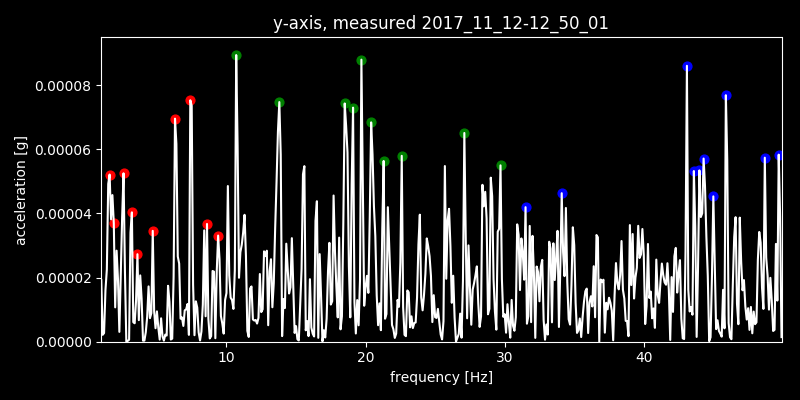 y-axis, measured 2017_11_12-12_50_01
0.00008
0.00006
0.00004
0.00002
0.00000
acceleration [g]
10 20 30 40
frequency [Hz]